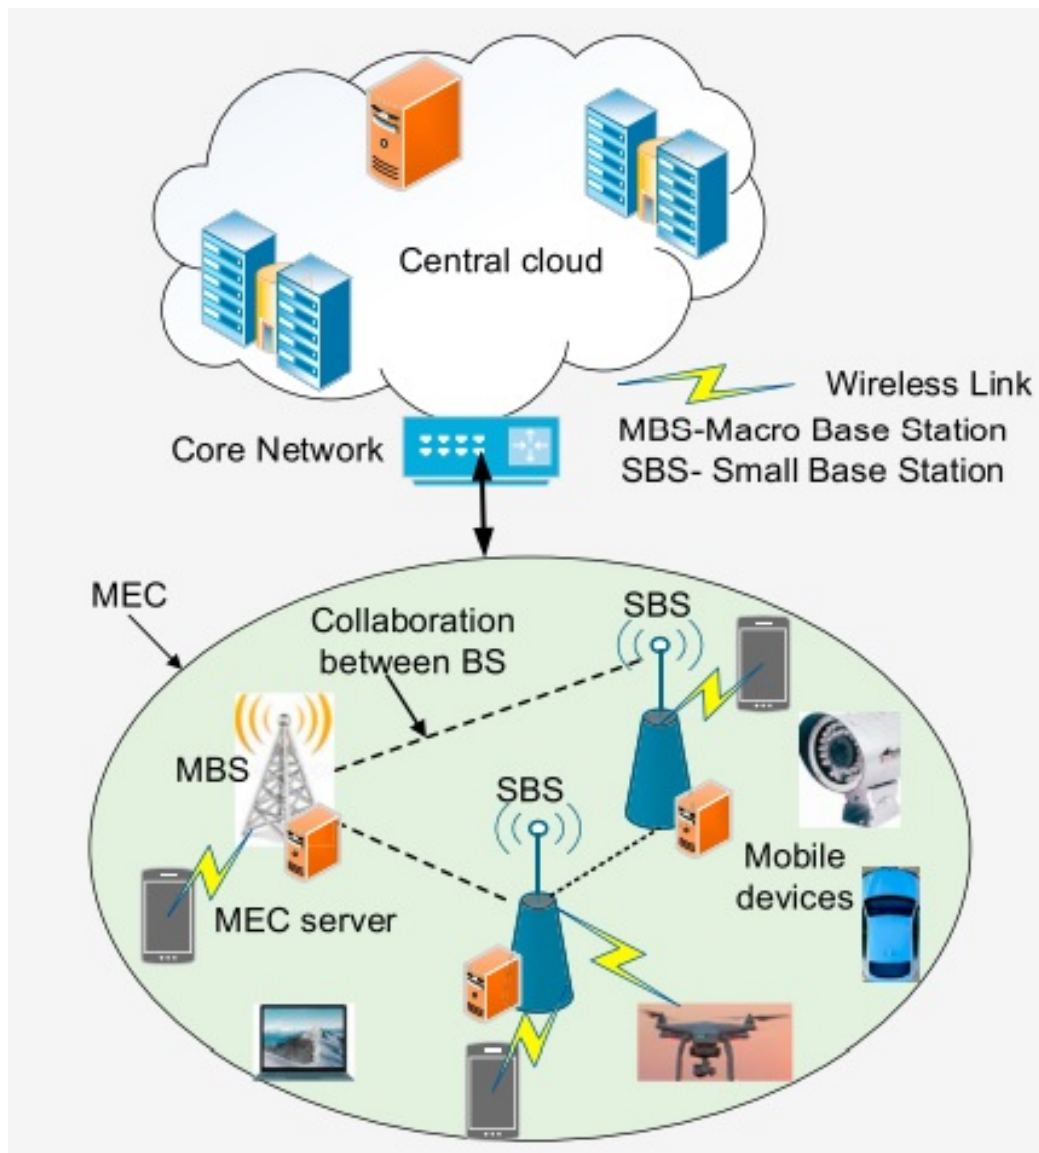 Central cloud
Wireless Link
Core Network
MBS-Macro Base Station
SBS- Small Base Station
MEC
Collaboration
between BS
SBS
MBS
SBS
Mobile
devices
MEC server